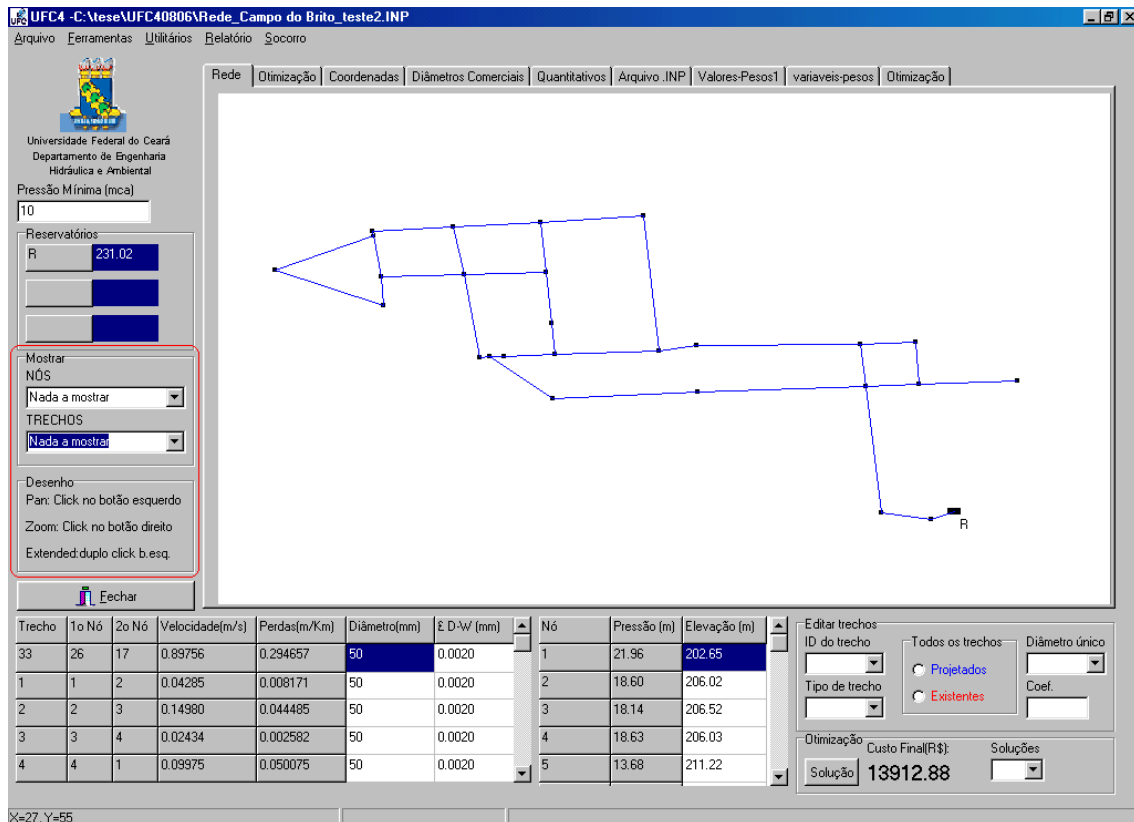 UFC4 -C:\tese\UFC40806\Rede_Campo do Brito_teste2.INP
Arquivo Ferramentas Utilitários Relatório Socorro
Universidade Federal do Ceará
Departamento de Engenharia
Hidráulica e Ambiental
Pressão Mínima (mca)
10
Reservatórios
R 231.02
Mostrar
NÓS
Nada a mostrar
TRECHOS
Nada a mostrar
Desenho
Pan: Click no botão esquerdo
Zoom: Click no botão direito
Extended:duplo click b.esq.
Fechar
Rede Otimização Coordenadas Diâmetros Comerciais Quantitativos Arquivo .INP Valores-Pesos1 variaveis-pesos Otimização
R
Trecho 1o Nó 2o Nó Velocidade(m/s) Perdas(m/Km) Diâmetro(mm) £ D-W (mm)
33 26 17 0.89756 0.294657 50 0.0020
1 1 2 0.04285 0.008171 50 0.0020
2 2 3 0.14980 0.044485 50 0.0020
3 3 4 0.02434 0.002582 50 0.0020
4 4 1 0.09975 0.050075 50 0.0020
Nó Pressão (m) Elevação (m)
1 21.96 202.65
2 18.60 206.02
3 18.14 206.52
4 18.63 206.03
5 13.68 211.22
Editar trechos
ID do trecho
Tipo de trecho
Todos os trechos
Projetados
Existentes
Diâmetro único
Coef.
Otimização
Solução
Custo Final(R$):
13912.88
Soluções
X=27, Y=55